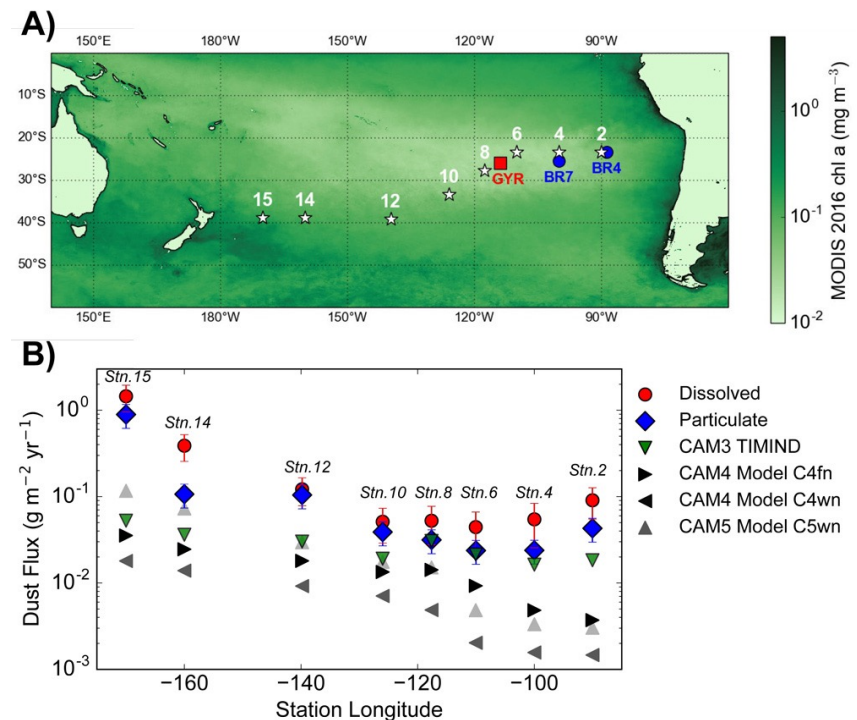 A)
150°E 180°W 150°W 120°W 90°W
10°S
20°S
30°S
40°S
50°S
15 14 12 10 8 6 4 2
GYR BR7 BR4
150°E 180°W 150°W 120°W 90°W
10⁰
10⁻¹
10⁻²
MODIS 2016 chl a (mg m⁻³)
B)
Stn.15
Stn.14
Stn.12
Stn.10 Stn.8 Stn.6 Stn.4 Stn.2
10⁰
10⁻¹
10⁻²
10⁻³
Dust Flux (g m⁻² yr⁻¹)
−160 −140 −120 −100
Station Longitude
Dissolved
Particulate
CAM3 TIMIND
CAM4 Model C4fn
CAM4 Model C4wn
CAM5 Model C5wn